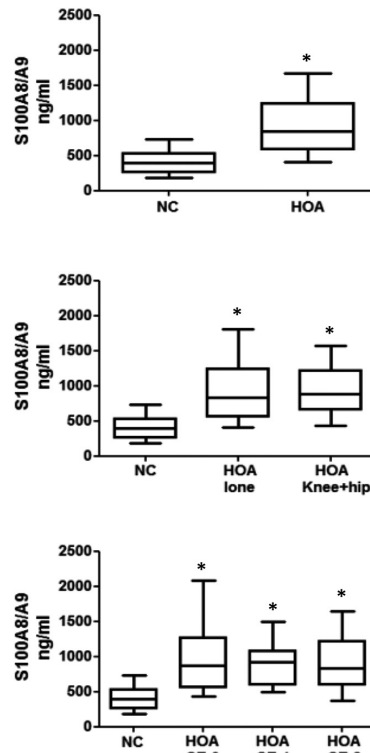 2500
2000
1500
1000
500
0
S100A8/A9
ng/ml
*
NC HOA
2500
2000
1500
1000
500
0
S100A8/A9
ng/ml
* *
NC HOA HOA
lone Knee+hip
2500
2000
1500
1000
500
0
S100A8/A9
ng/ml
* * *
NC HOA HOA HOA